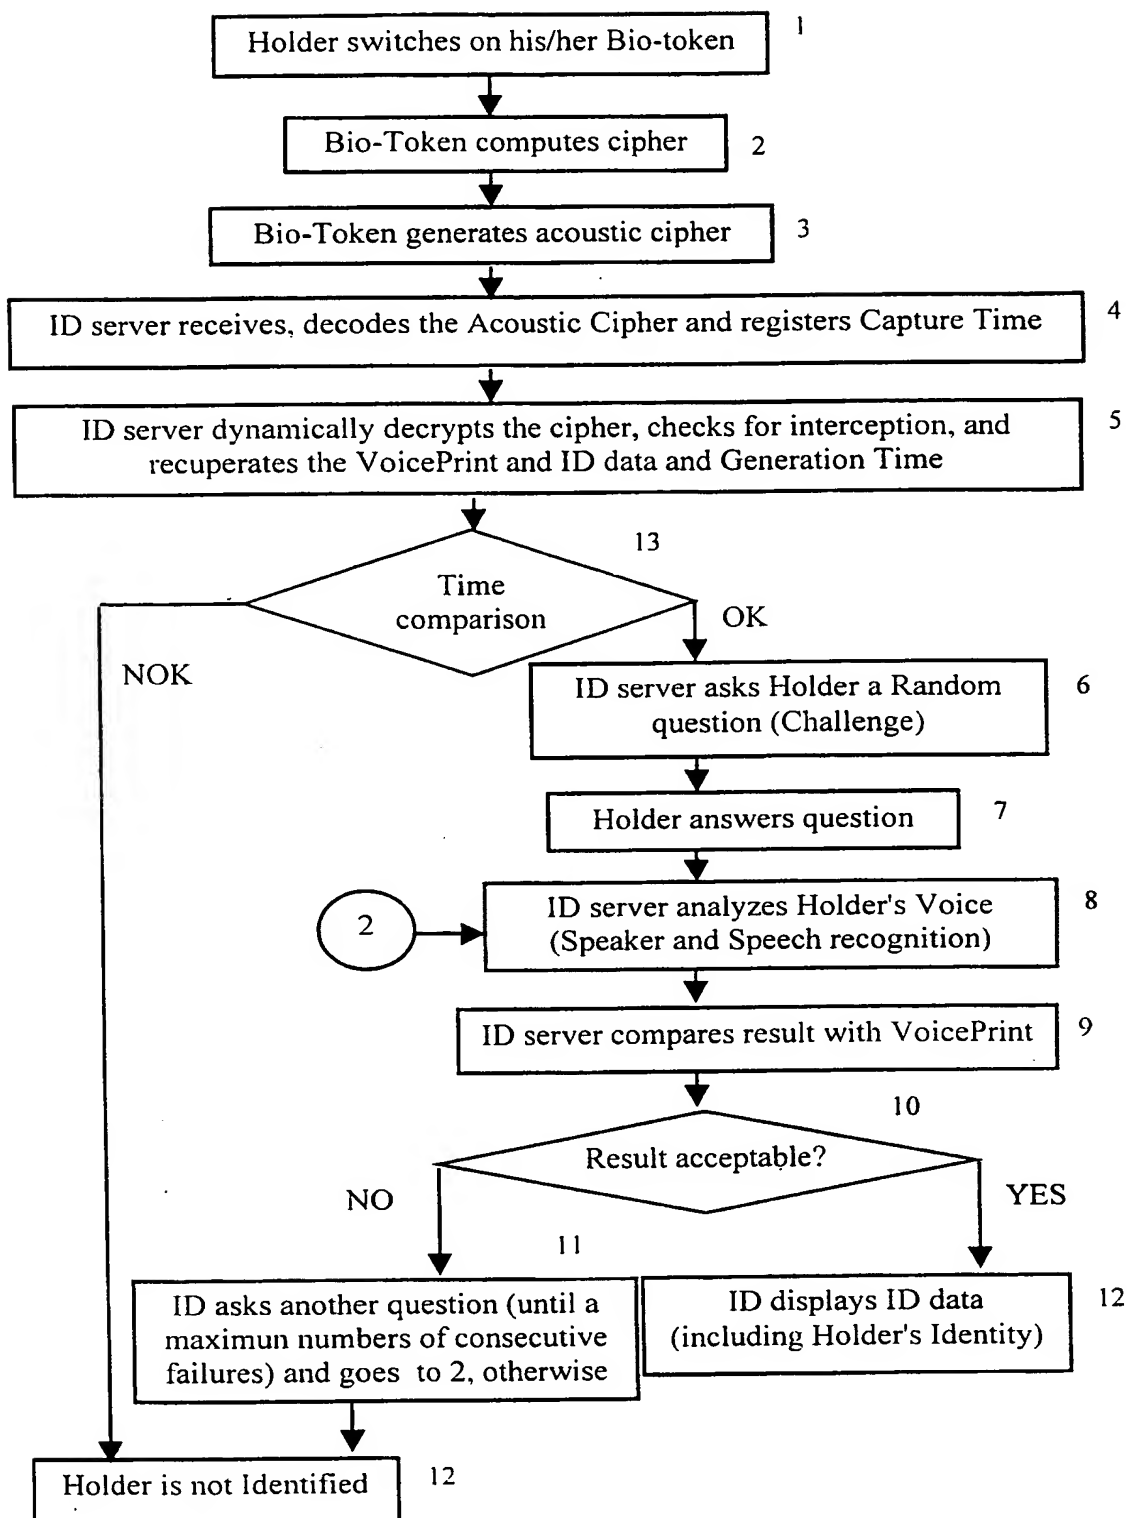 Holder switches on his/her Bio-token
1
Bio-Token computes cipher
2
Bio-Token generates acoustic cipher
3
ID server receives, decodes the Acoustic Cipher and registers Capture Time
4
ID server dynamically decrypts the cipher, checks for interception, and
recuperates the VoicePrint and ID data and Generation Time
5
13
Time
comparison
OK
NOK
ID server asks Holder a Random
question (Challenge)
6
Holder answers question
7
2
ID server analyzes Holder's Voice
(Speaker and Speech recognition)
8
ID server compares result with VoicePrint
9
10
Result acceptable?
NO
YES
11
ID asks another question (until a
maximun numbers of consecutive
failures) and goes to 2, otherwise
ID displays ID data
(including Holder's Identity)
12
Holder is not Identified
12